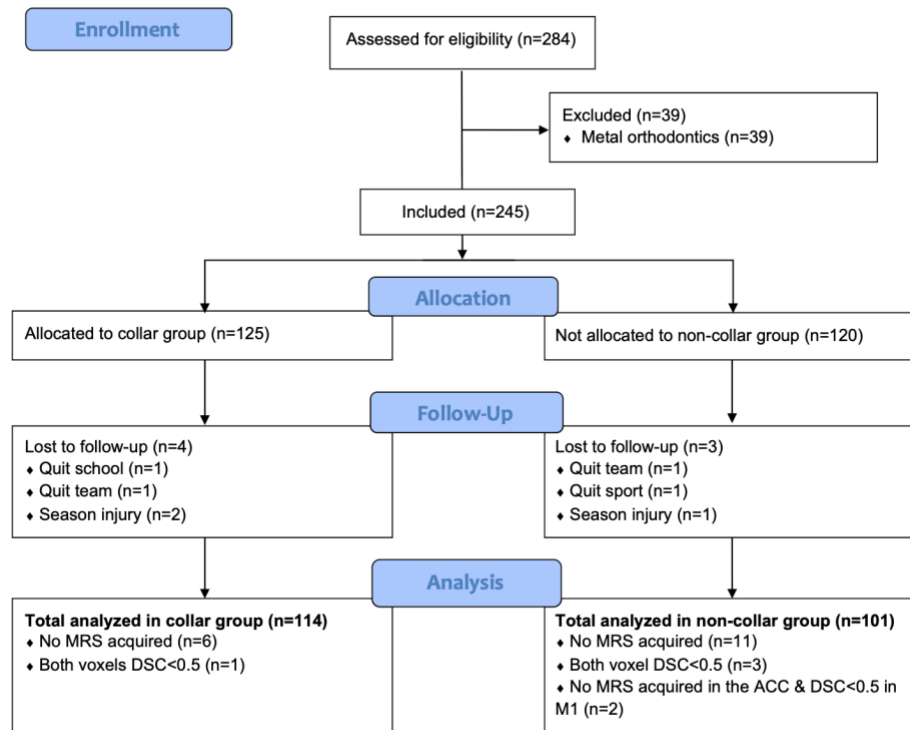 Enrollment
Assessed for eligibility (n=284)
Excluded (n=39)
♦ Metal orthodontics (n=39)
Included (n=245)
Allocation
Allocated to collar group (n=125)
Not allocated to non-collar group (n=120)
Follow-Up
Lost to follow-up (n=4)
♦ Quit school (n=1)
♦ Quit team (n=1)
♦ Season injury (n=2)
Lost to follow-up (n=3)
♦ Quit team (n=1)
♦ Quit sport (n=1)
♦ Season injury (n=1)
Analysis
Total analyzed in collar group (n=114)
♦ No MRS acquired (n=6)
♦ Both voxels DSC<0.5 (n=1)
Total analyzed in non-collar group (n=101)
♦ No MRS acquired (n=11)
♦ Both voxel DSC<0.5 (n=3)
♦ No MRS acquired in the ACC & DSC<0.5 in
M1 (n=2)